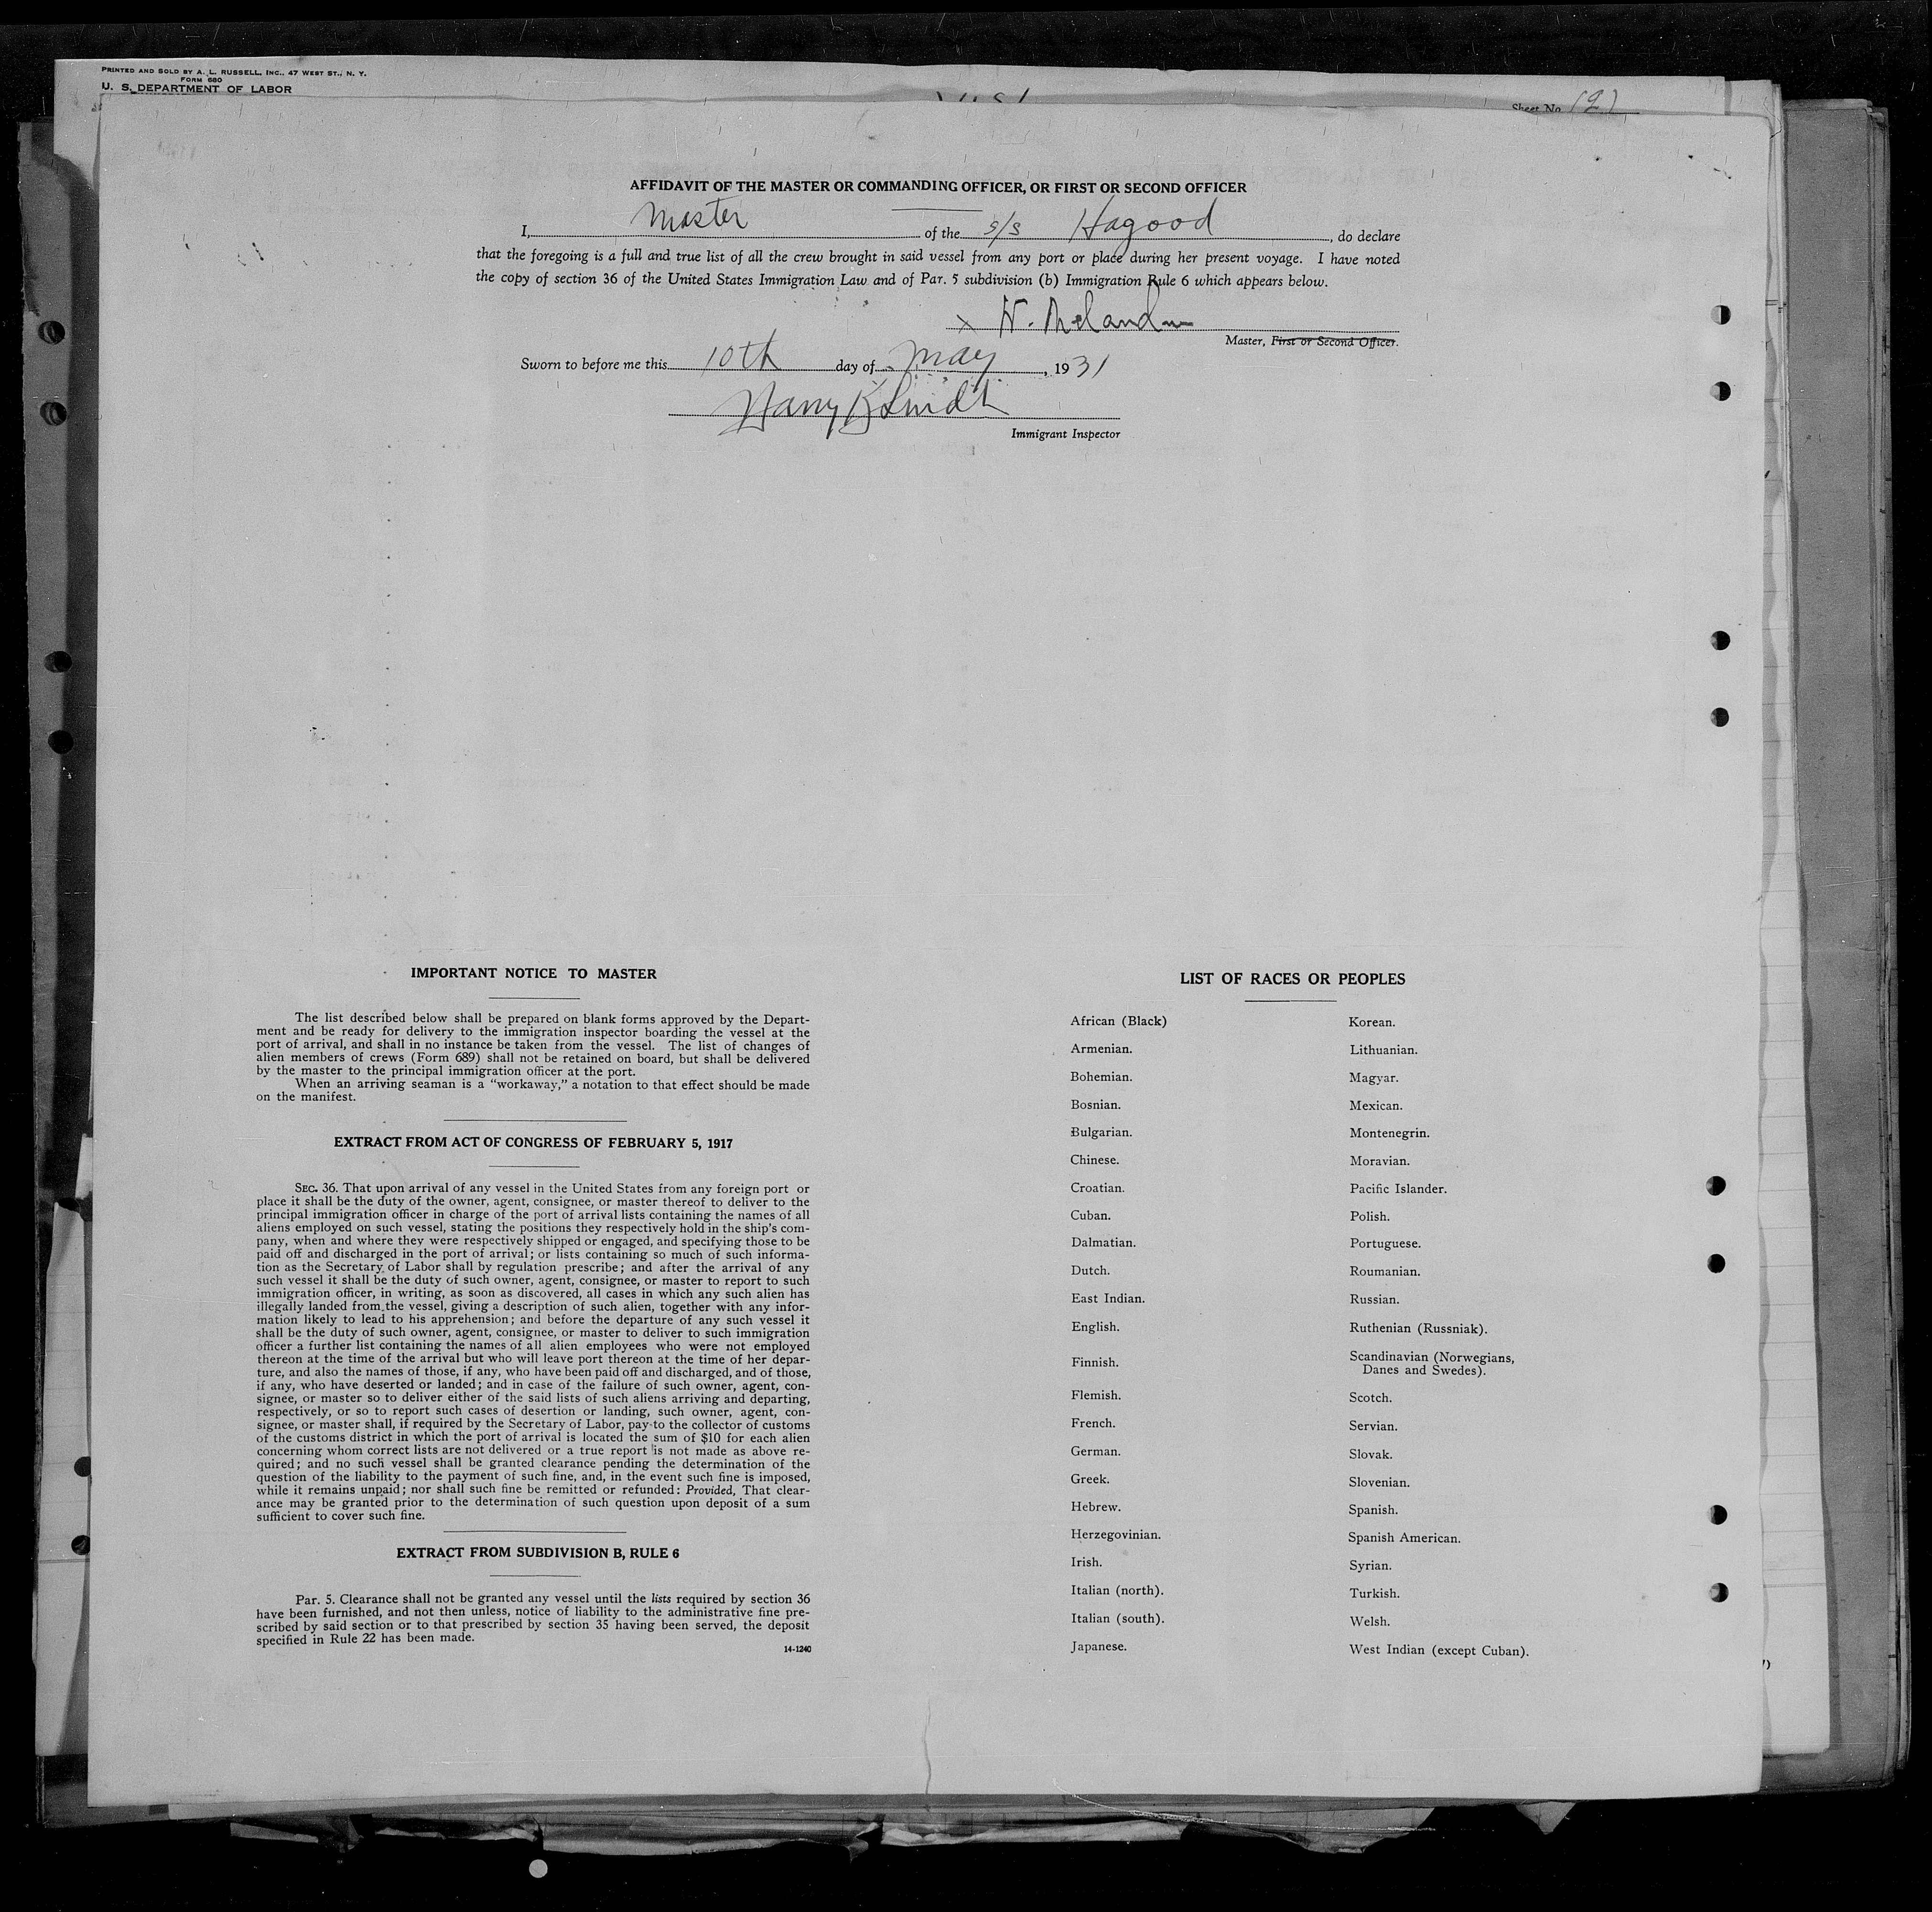 PRINTED AND SOLD BY A. L. RUSSELL, INC., 47 WEST ST., N. Y.
FORM 680
U. S. DEPARTMENT OF LABOR
Sheet No.
AFFIDAVIT OF THE MASTER OR COMMANDING OFFICER, OR FIRST OR SECOND OFFICER
I, Master of the s/s Hagood, do declare
that the foregoing is a full and true list of all the crew brought in said vessel from any port or place during her present voyage. I have noted
the copy of section 36 of the United States Immigration Law and of Par. 5 subdivision (b) Immigration Rule 6 which appears below.
x H.
Master, First or Second Officer.
Sworn to before me this 10th day of May, 1931
Harry
Immigrant Inspector
IMPORTANT NOTICE TO MASTER
The list described below shall be prepared on blank forms approved by the Depart-
ment and be ready for delivery to the immigration inspector boarding the vessel at the
port of arrival, and shall in no instance be taken from the vessel. The list of changes of
alien members of crews (Form 689) shall not be retained on board, but shall be delivered
by the master to the principal immigration officer at the port.
When an arriving seaman is a "workaway," a notation to that effect should be made
on the manifest.
EXTRACT FROM ACT OF CONGRESS OF FEBRUARY 5, 1917
SEC. 36. That upon arrival of any vessel in the United States from any foreign port or
place it shall be the duty of the owner, agent, consignee, or master thereof to deliver to the
principal immigration officer in charge of the port of arrival lists containing the names of all
aliens employed on such vessel, stating the positions they respectively hold in the ship's com-
pany, when and where they were respectively shipped or engaged, and specifying those to be
paid off and discharged in the port of arrival; or lists containing so much of such informa-
tion as the Secretary of Labor shall by regulation prescribe; and after the arrival of any
such vessel it shall be the duty of such owner, agent, consignee, or master to report to such
immigration officer, in writing, as soon as discovered, all cases in which any such alien has
illegally landed from the vessel, giving a description of such alien, together with any infor-
mation likely to lead to his apprehension; and before the departure of any such vessel it
shall be the duty of such owner, agent, consignee, or master to deliver to such immigration
officer a further list containing the names of all alien employees who were not employed
thereon at the time of the arrival but who will leave port thereon at the time of her depar-
ture, and also the names of those, if any, who have been paid off and discharged, and of those,
if any, who have deserted or landed; and in case of the failure of such owner, agent, con-
signee, or master so to deliver either of the said lists of such aliens arriving and departing,
respectively, or so to report such cases of desertion or landing, such owner, agent, con-
signee, or master shall, if required by the Secretary of Labor, pay to the collector of customs
of the customs district in which the port of arrival is located the sum of $10 for each alien
concerning whom correct lists are not delivered or a true report is not made as above re-
quired; and no such vessel shall be granted clearance pending the determination of the
question of the liability to the payment of such fine, and, in the event such fine is imposed,
while it remains unpaid; nor shall such fine be remitted or refunded: Provided, That clear-
ance may be granted prior to the determination of such question upon deposit of a sum
sufficient to cover such fine.
EXTRACT FROM SUBDIVISION B, RULE 6
Par. 5. Clearance shall not be granted any vessel until the lists required by section 36
have been furnished, and not then unless, notice of liability to the administrative fine pre-
scribed by said section or to that prescribed by section 35 having been served, the deposit
specified in Rule 22 has been made.
14-1240
LIST OF RACES OR PEOPLES
African (Black)
Armenian.
Bohemian.
Bosnian.
Bulgarian.
Chinese.
Croatian.
Cuban.
Dalmatian.
Dutch.
East Indian.
English.
Finnish.
Flemish.
French.
German.
Greek.
Hebrew.
Herzegovinian.
Irish.
Italian (north).
Italian (south).
Japanese.
Korean.
Lithuanian.
Magyar.
Mexican.
Montenegrin.
Moravian.
Pacific Islander.
Polish.
Portuguese.
Roumanian.
Russian.
Ruthenian (Russniak).
Scandinavian (Norwegians,
Danes and Swedes).
Scotch.
Servian.
Slovak.
Slovenian.
Spanish.
Spanish American.
Syrian.
Turkish.
Welsh.
West Indian (except Cuban).